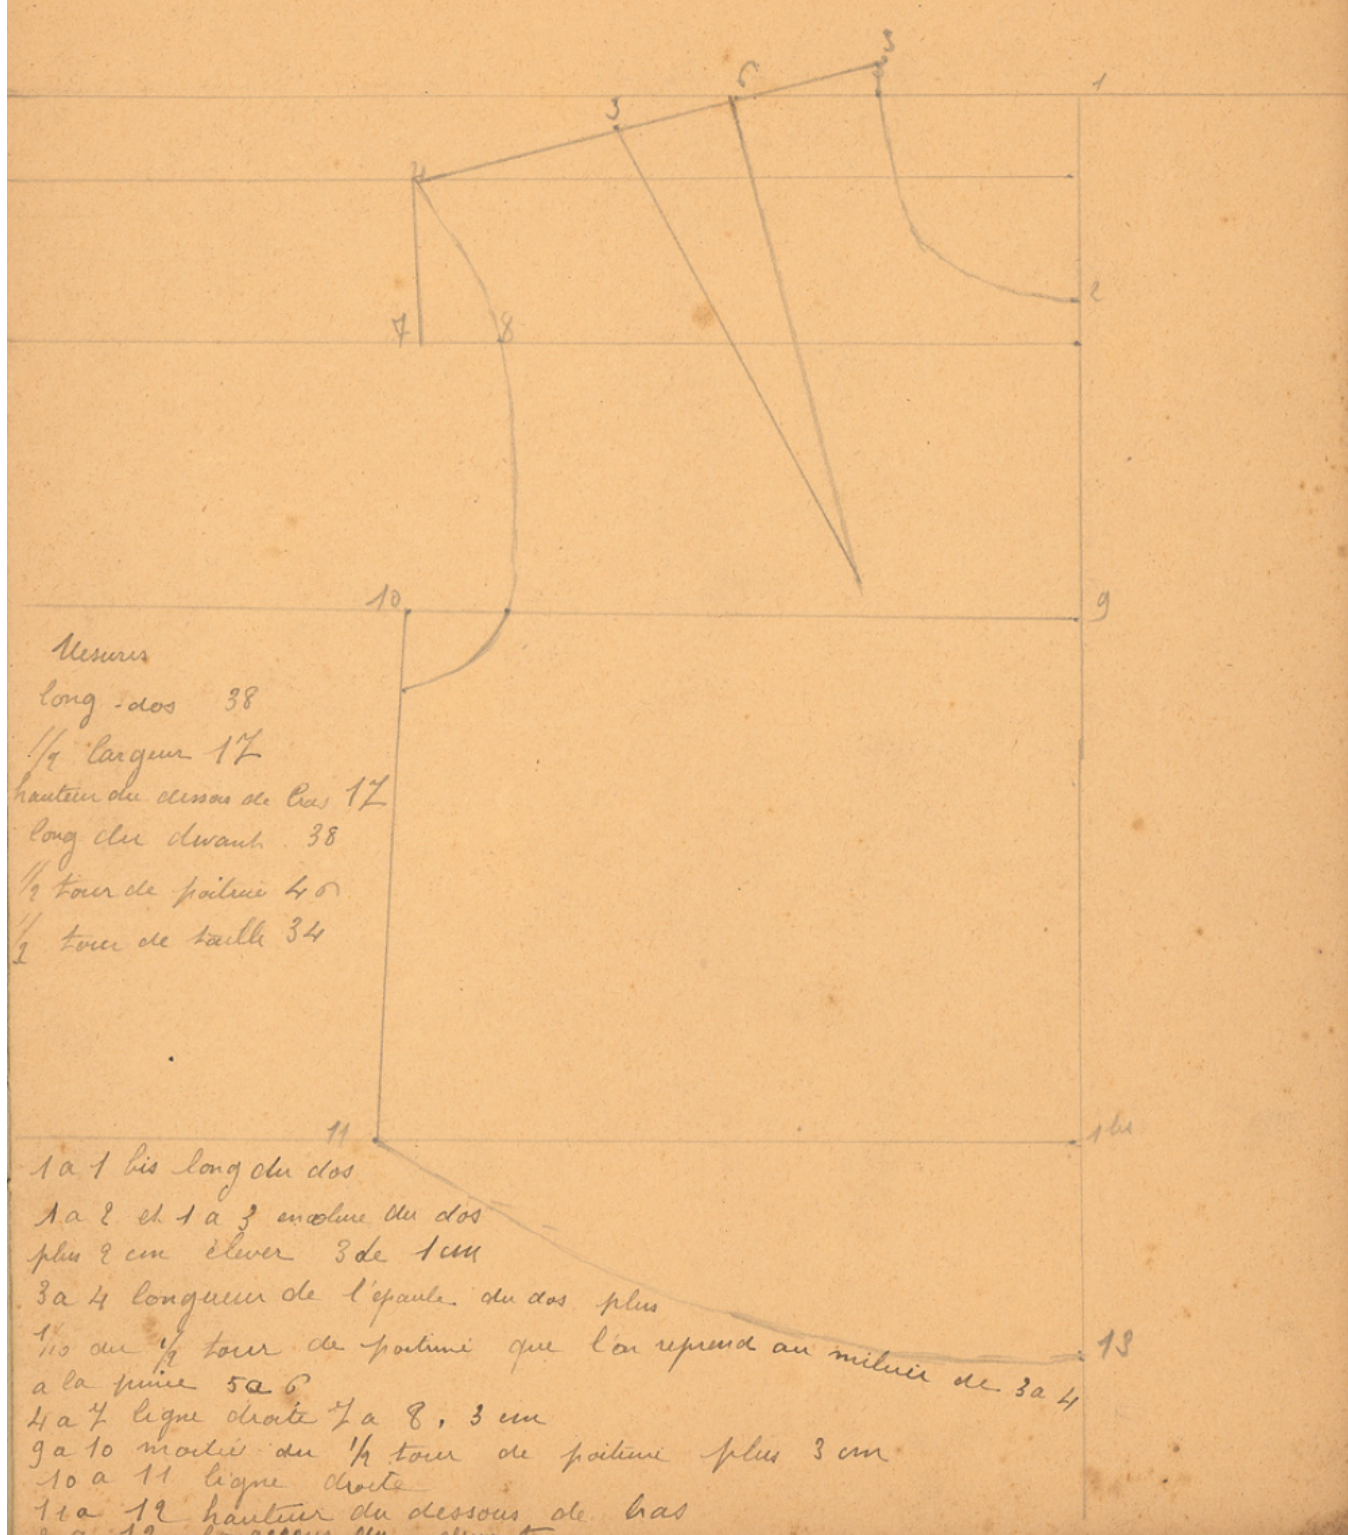 3
1
6
5
4
2
7
8
10
9
Mesures
long-dos 38
1/2 largeur 17
hauteur du dessous de bras 17
long du devant 38
1/2 tour de poitrine 46
1/2 tour de taille 34
11
1 bis
1 a 1 bis long du dos
1 a 2 et 1 a 3 encolure du dos
plus 2 cm élever 3 de 1 cm
3 a 4 longueur de l'épaule du dos plus
1/10 du 1/2 tour de poitrine que l'on reprend au milieu de 3 a 4
13
a la pince 5 a 6
4 a 7 ligne droite 7 a 8, 3 cm
9 a 10 moitié du 1/2 tour de poitrine plus 3 cm
10 a 11 ligne droite
11 a 12 hauteur du dessous de bras